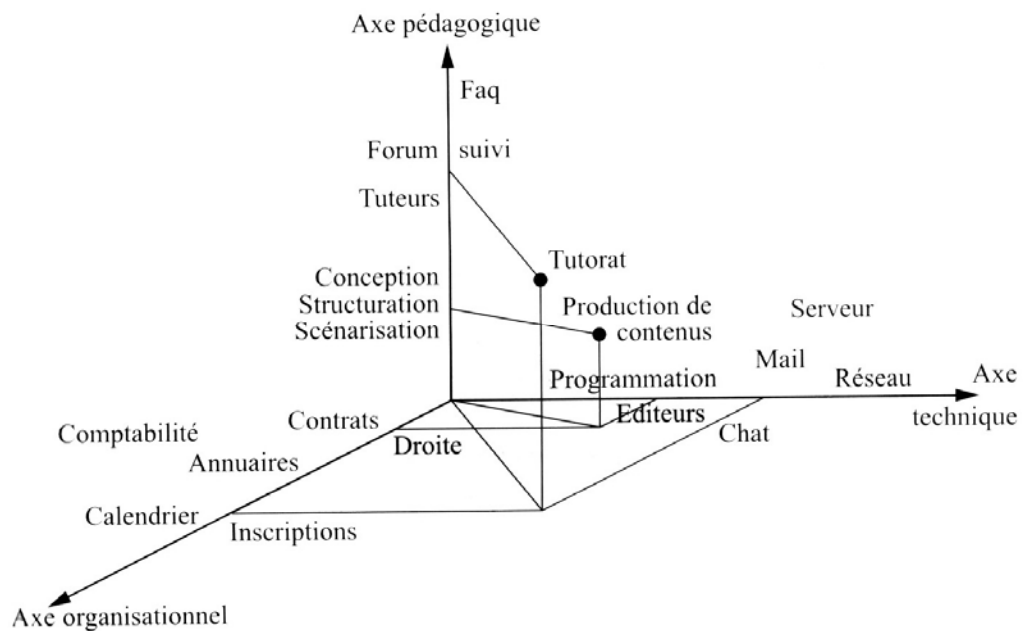 Axe pédagogique
Faq
Forum suivi
Tuteurs
Tutorat
Conception
Structuration
Scénarisation
Production de
contenus
Serveur
Mail
Programmation
Réseau
Axe
technique
Editeurs
Chat
Contrats
Droite
Comptabilité
Annuaires
Calendrier
Inscriptions
Axe organisationnel